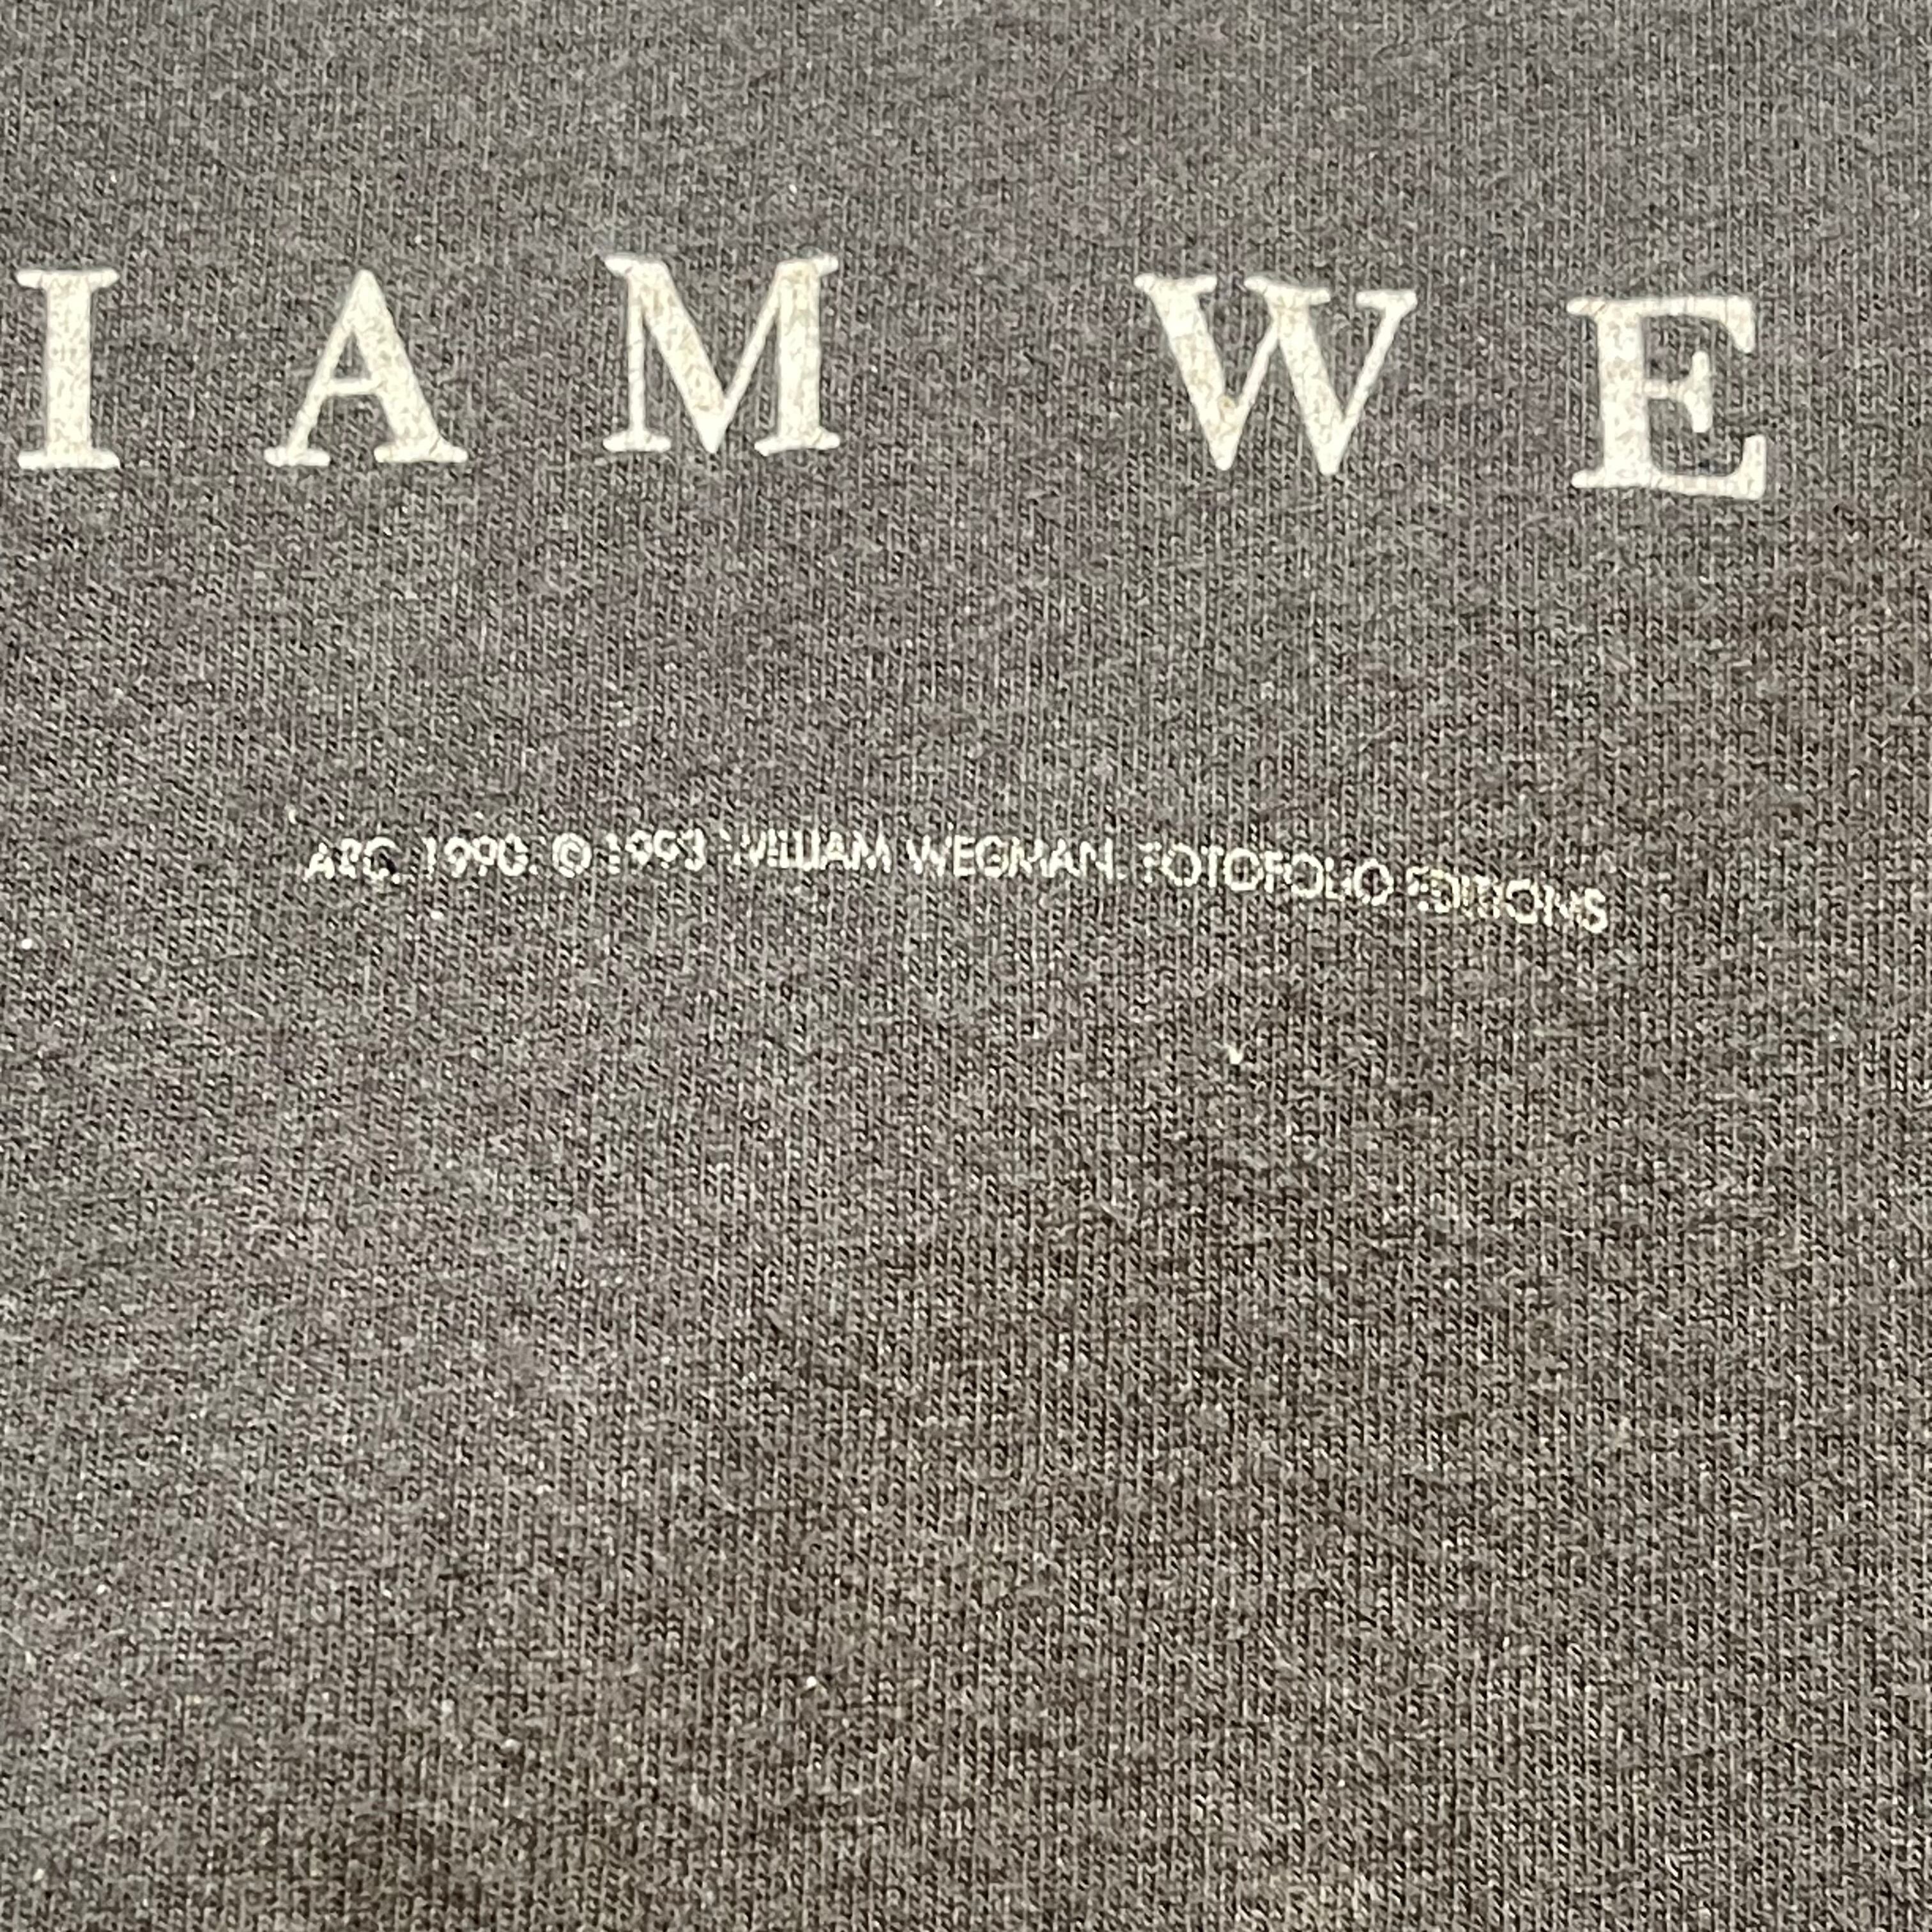 IAM WE
ARC, 1990. © 1993 WILLIAM WEGMAN. FOTOFOLIO EDITIONS